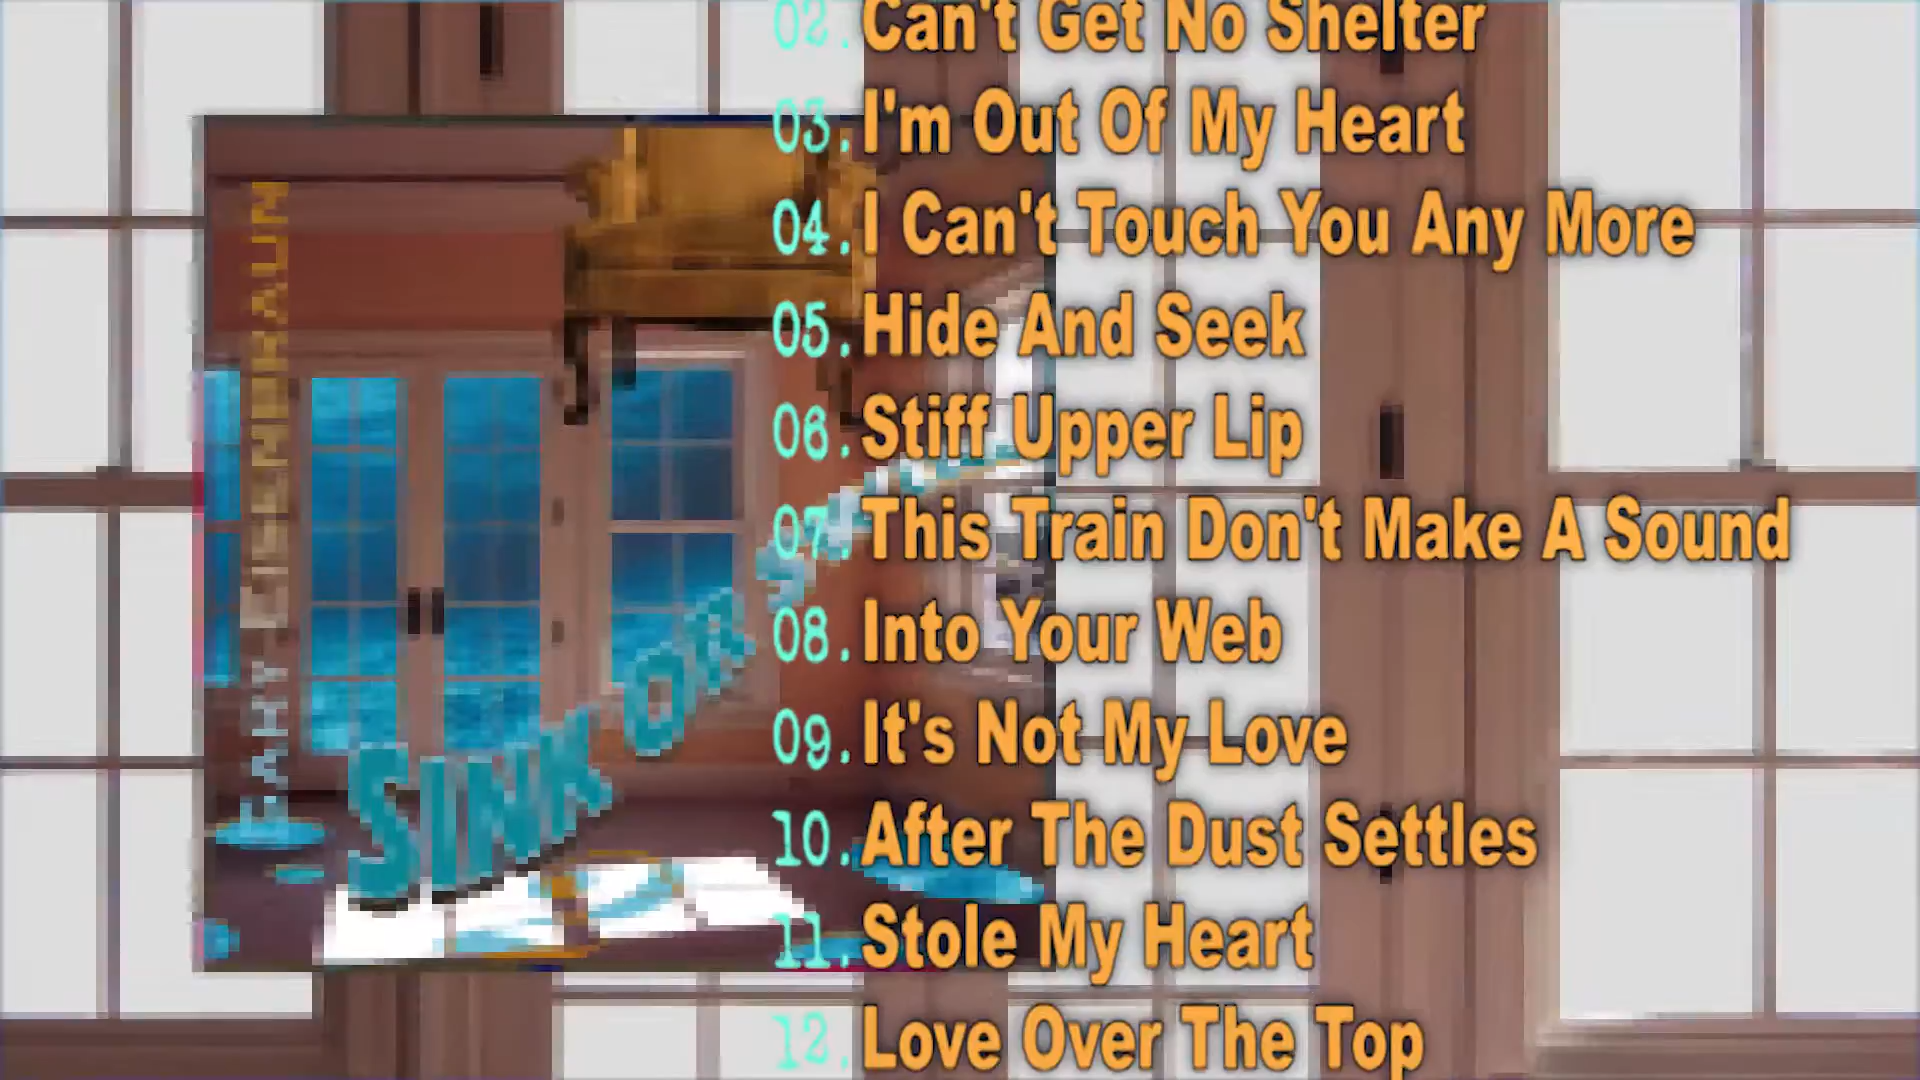 02. Can't Get No Shelter
03. I'm Out Of My Heart
04. I Can't Touch You Any More
05. Hide And Seek
06. Stiff Upper Lip
07. This Train Don't Make A Sound
08. Into Your Web
09. It's Not My Love
10. After The Dust Settles
11. Stole My Heart
12. Love Over The Top
SINK OR